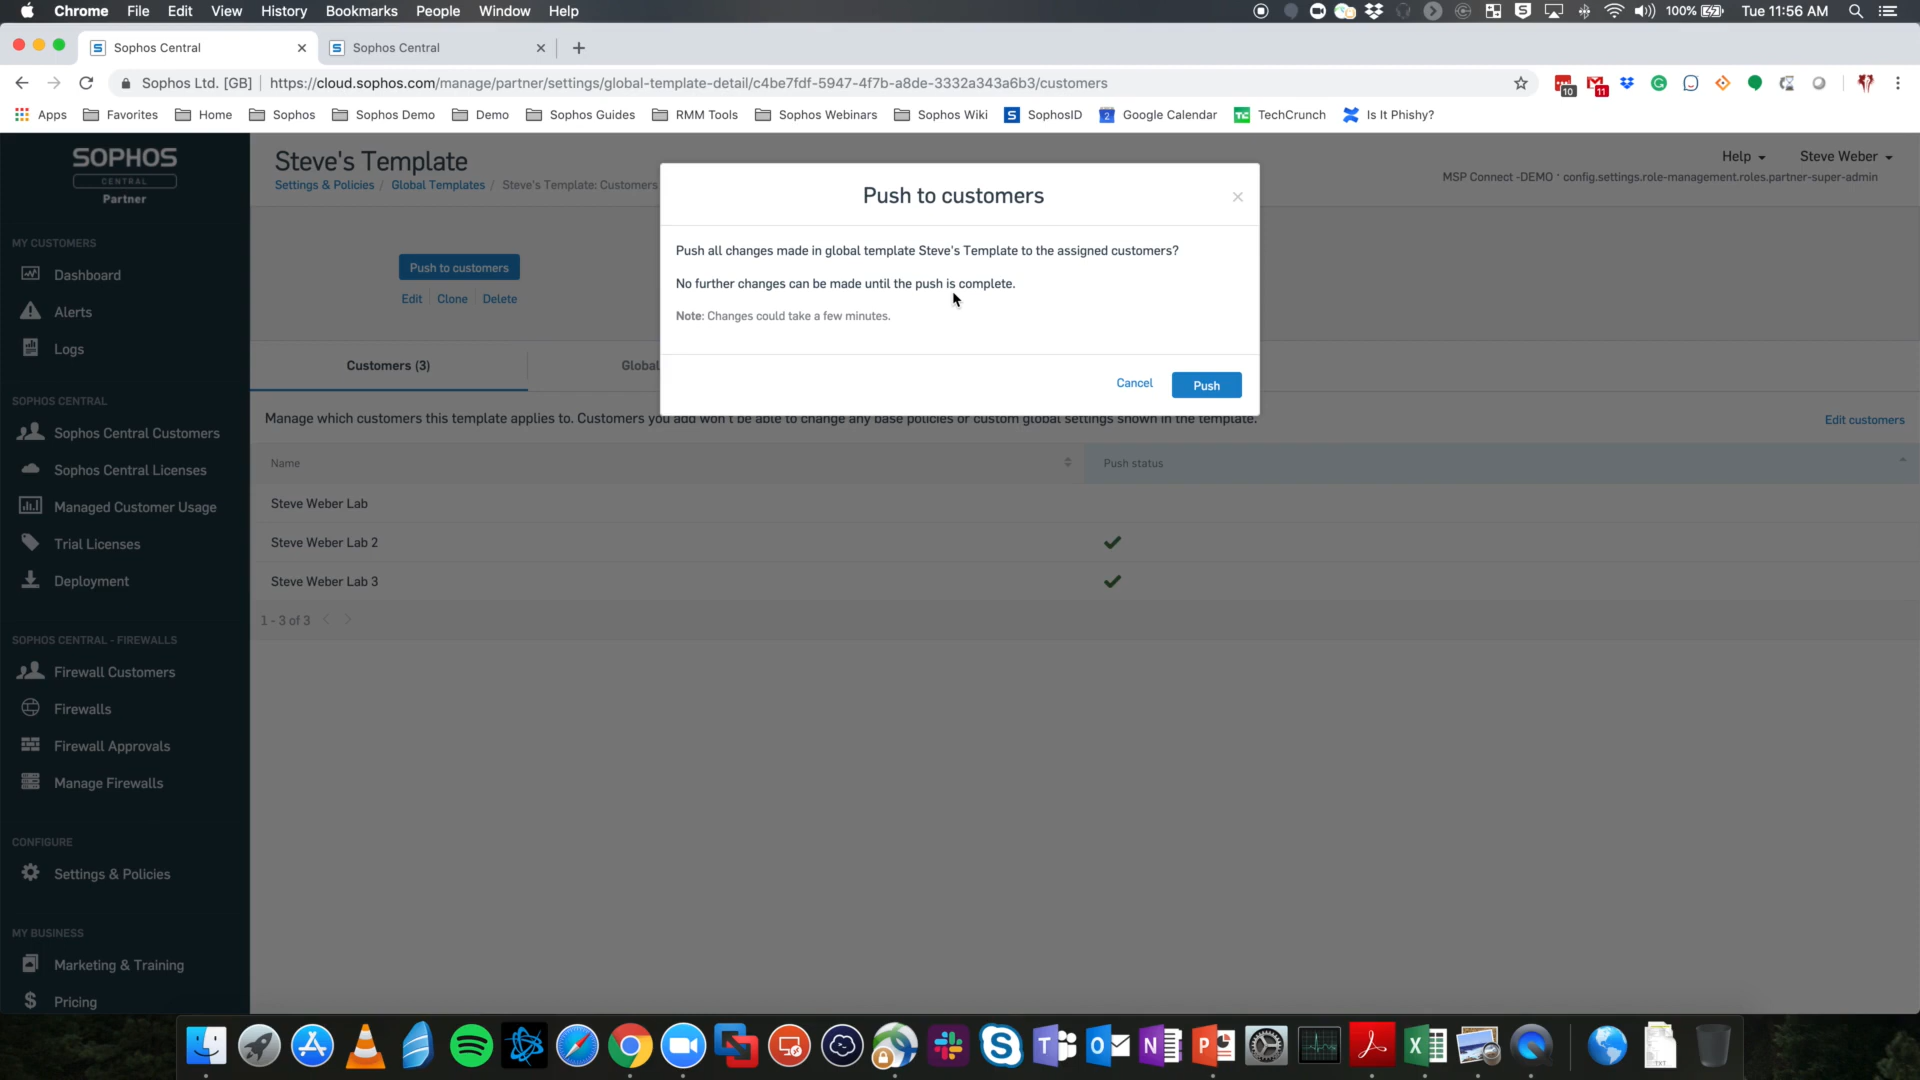 Chrome File Edit View History Bookmarks People Window Help 100% Tue 11:56 AM
Sophos Central Sophos Central
Sophos Ltd. [GB] https://cloud.sophos.com/manage/partner/settings/global-template-detail/c4be7fdf-5947-4f7b-a8de-3332a343a6b3/customers 10 11
Apps Favorites Home Sophos Sophos Demo Demo Sophos Guides RMM Tools Sophos Webinars Sophos Wiki SophosID Google Calendar TechCrunch Is It Phishy?
SOPHOS
CENTRAL
Partner
MY CUSTOMERS
Dashboard
Alerts
Logs
SOPHOS CENTRAL
Sophos Central Customers
Sophos Central Licenses
Managed Customer Usage
Trial Licenses
Deployment
SOPHOS CENTRAL - FIREWALLS
Firewall Customers
Firewalls
Firewall Approvals
Manage Firewalls
CONFIGURE
Settings & Policies
MY BUSINESS
Marketing & Training
Pricing
Steve's Template
Settings & Policies / Global Templates / Steve's Template: Customers
Help Steve Weber
MSP Connect -DEMO · config.settings.role-management.roles.partner-super-admin
Push to customers
Edit Clone Delete
Push to customers
Push all changes made in global template Steve's Template to the assigned customers?
No further changes can be made until the push is complete.
Note: Changes could take a few minutes.
Cancel Push
Customers (3) Global
Manage which customers this template applies to. Customers you add won't be able to change any base policies or custom global settings shown in the template.
Edit customers
Name Push status
Steve Weber Lab
Steve Weber Lab 2
Steve Weber Lab 3
1 - 3 of 3